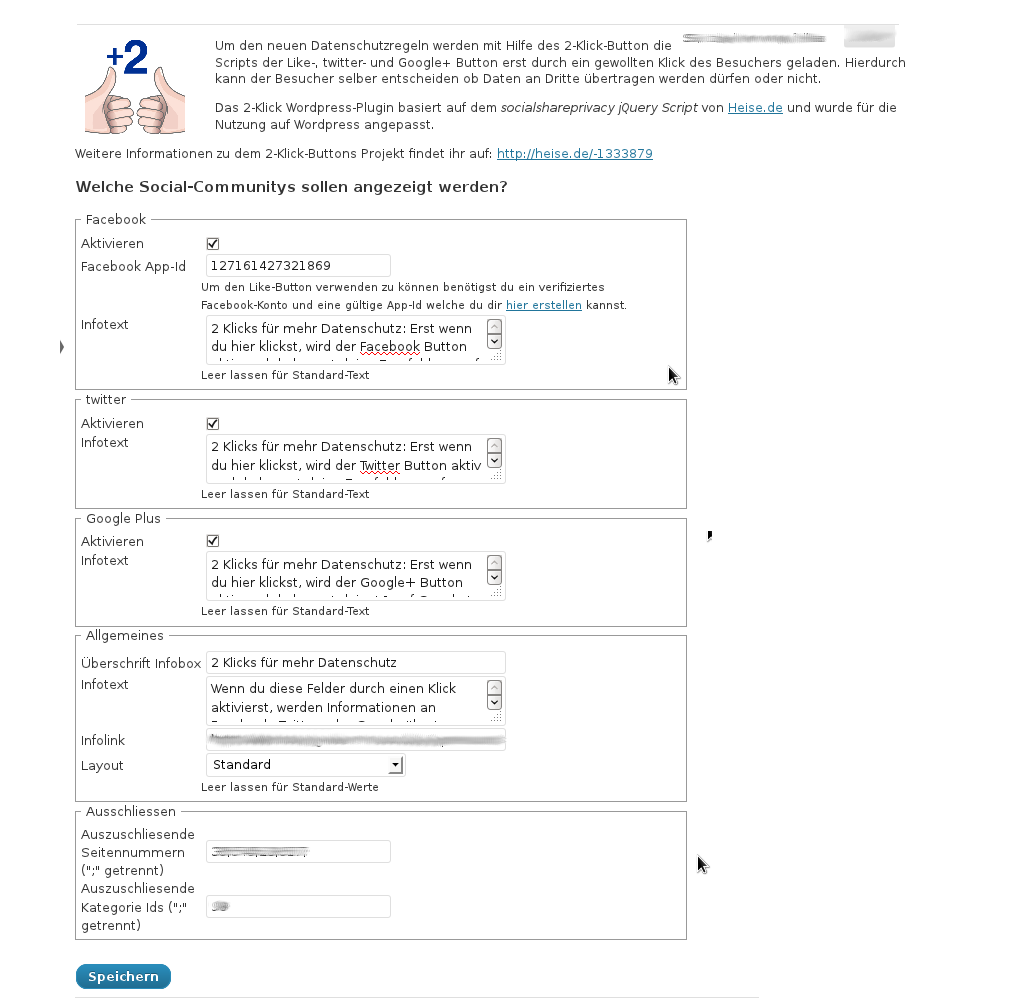 +2
Um den neuen Datenschutzregeln werden mit Hilfe des 2-Klick-Button die
Scripts der Like-, twitter- und Google+ Button erst durch ein gewollten Klick des Besuchers geladen. Hierdurch
kann der Besucher selber entscheiden ob Daten an Dritte übertragen werden dürfen oder nicht.
Das 2-Klick Wordpress-Plugin basiert auf dem socialshareprivacy jQuery Script von Heise.de und wurde für die
Nutzung auf Wordpress angepasst.
Weitere Informationen zu dem 2-Klick-Buttons Projekt findet ihr auf: http://heise.de/-1333879
Welche Social-Communitys sollen angezeigt werden?
Facebook
Aktivieren
Facebook App-Id 127161427321869
Um den Like-Button verwenden zu können benötigst du ein verifiziertes
Facebook-Konto und eine gültige App-Id welche du dir hier erstellen kannst.
Infotext 2 Klicks für mehr Datenschutz: Erst wenn
du hier klickst, wird der Facebook Button
Leer lassen für Standard-Text
twitter
Aktivieren
Infotext 2 Klicks für mehr Datenschutz: Erst wenn
du hier klickst, wird der Twitter Button aktiv
Leer lassen für Standard-Text
Google Plus
Aktivieren
Infotext 2 Klicks für mehr Datenschutz: Erst wenn
du hier klickst, wird der Google+ Button
Leer lassen für Standard-Text
Allgemeines
Überschrift Infobox 2 Klicks für mehr Datenschutz
Infotext Wenn du diese Felder durch einen Klick
aktivierst, werden Informationen an
Infolink
Layout Standard
Leer lassen für Standard-Werte
Ausschliessen
Auszuschliesende
Seitennummern
(";" getrennt)
Auszuschliesende
Kategorie Ids (";"
getrennt)
Speichern